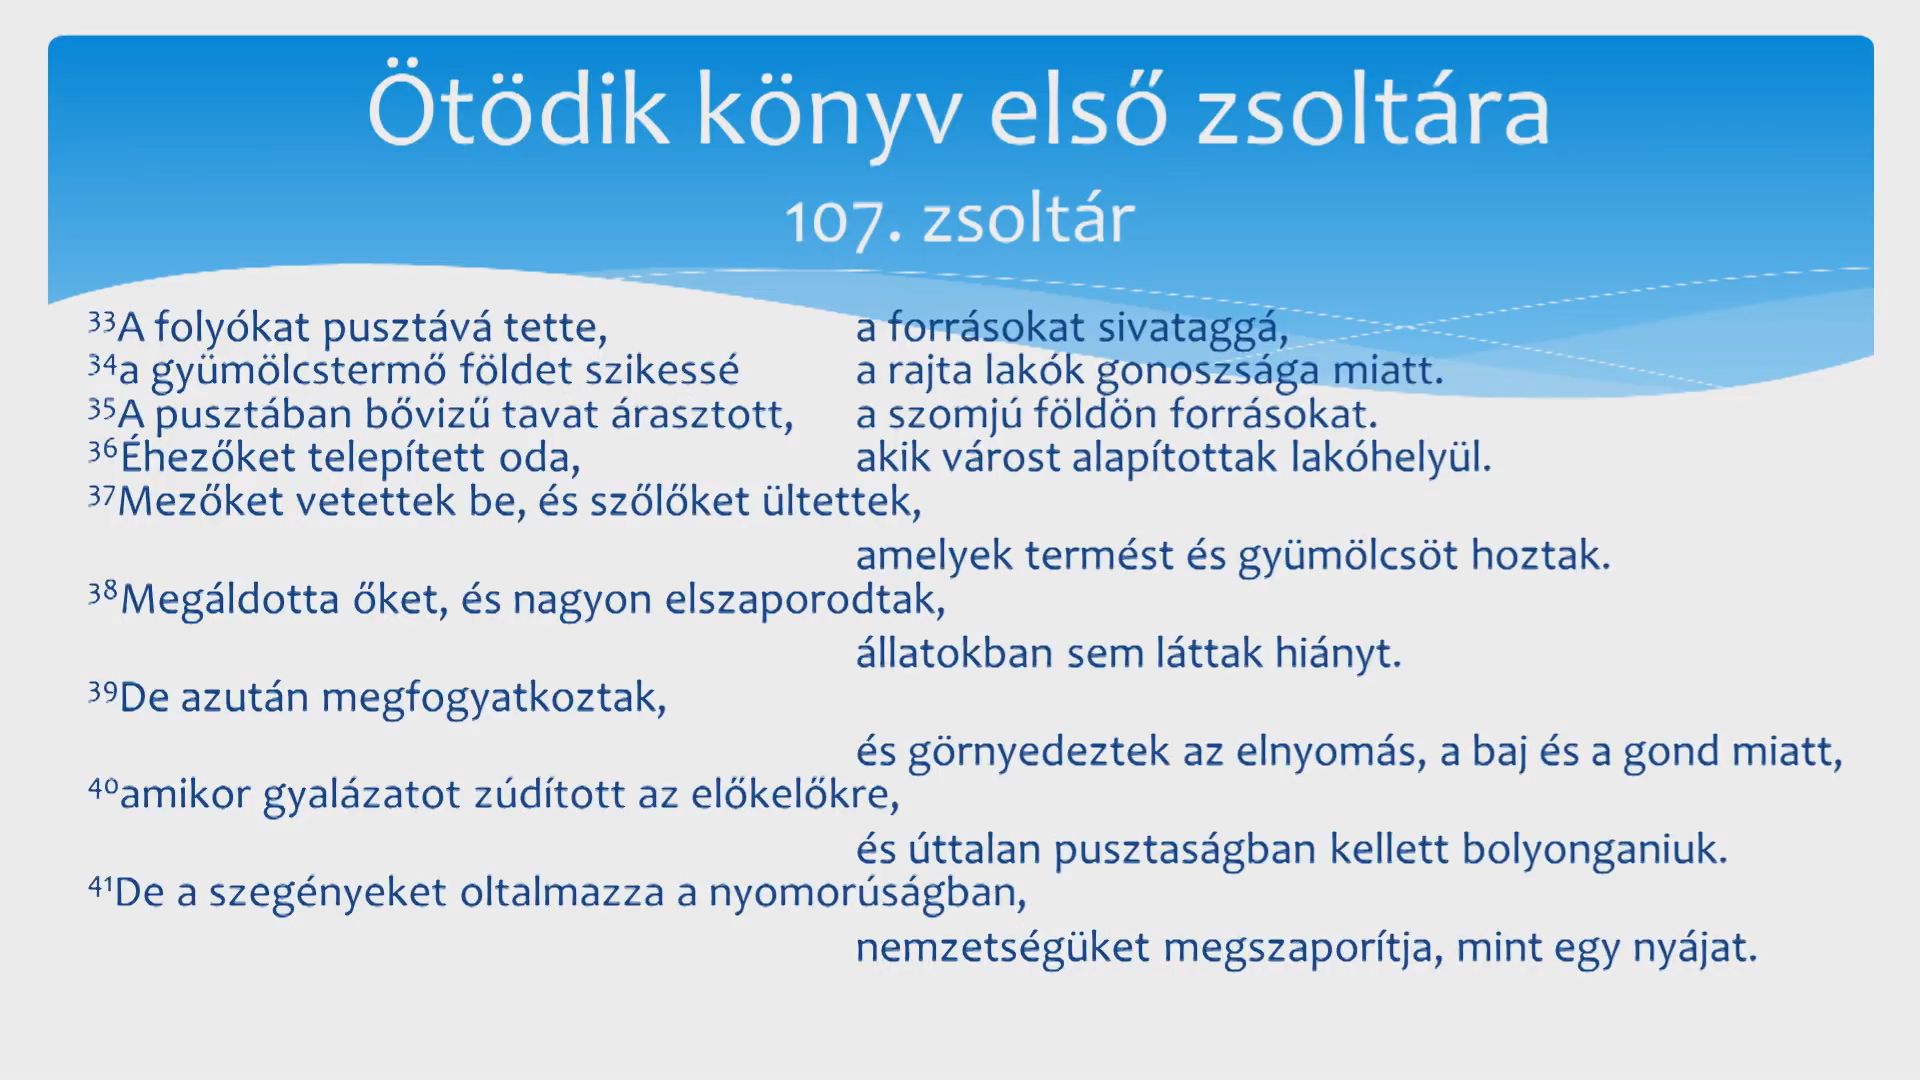 Ötödik könyv első zsoltára
107. zsoltár
³³A folyókat pusztává tette, a forrásokat sivataggá,
³⁴a gyümölcstermő földet szikessé a rajta lakók gonoszsága miatt.
³⁵A pusztában bővizű tavat árasztott, a szomjú földön forrásokat.
³⁶Éhezőket telepített oda, akik várost alapítottak lakóhelyül.
³⁷Mezőket vetettek be, és szőlőket ültettek,
amelyek termést és gyümölcsöt hoztak.
³⁸Megáldotta őket, és nagyon elszaporodtak,
állatokban sem láttak hiányt.
³⁹De azután megfogyatkoztak,
és görnyedeztek az elnyomás, a baj és a gond miatt,
⁴⁰amikor gyalázatot zúdított az előkelőkre,
és úttalan pusztaságban kellett bolyonganiuk.
⁴¹De a szegényeket oltalmazza a nyomorúságban,
nemzetségüket megszaporítja, mint egy nyájat.